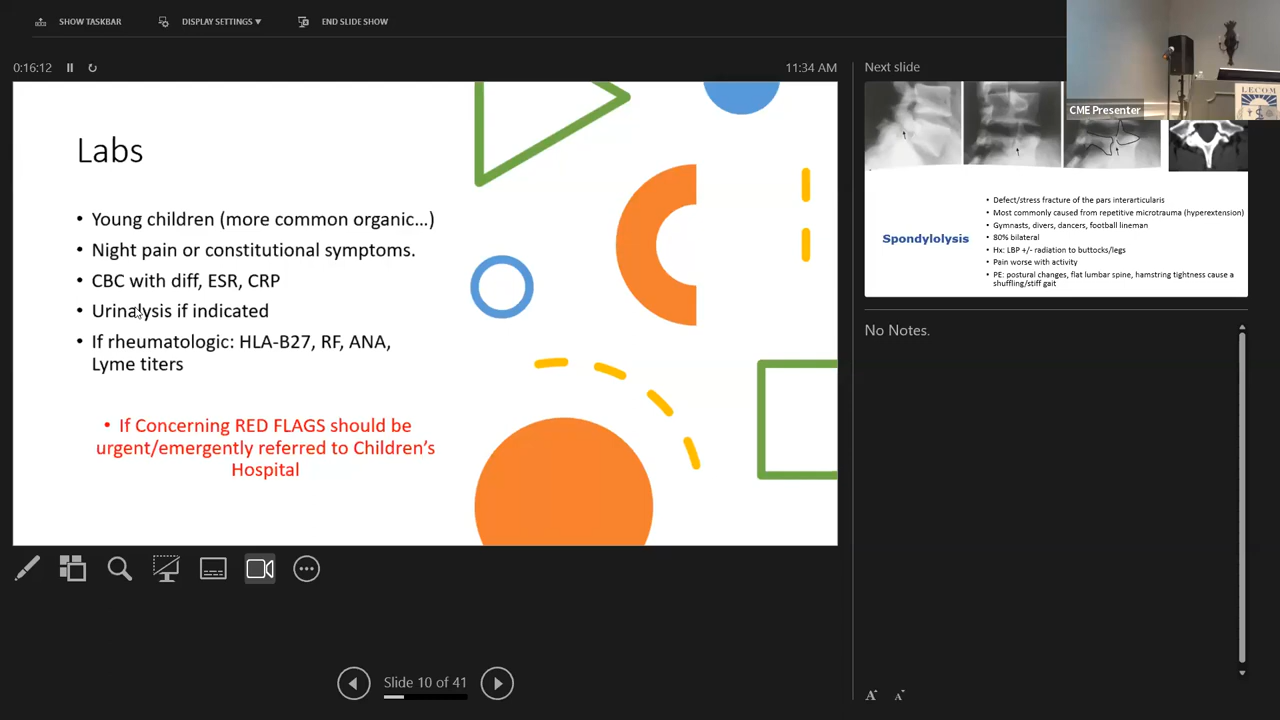 SHOW TASKBAR
DISPLAY SETTINGS ▼
END SLIDE SHOW
0:16:12
11:34 AM
Labs
• Young children (more common organic…)
• Night pain or constitutional symptoms.
• CBC with diff, ESR, CRP
• Urinalysis if indicated
• If rheumatologic: HLA-B27, RF, ANA,
Lyme titers
• If Concerning RED FLAGS should be
urgent/emergently referred to Children's
Hospital
Slide 10 of 41
Next slide
CME Presenter
LECOM
Spondylolysis
• Defect/stress fracture of the pars interarticularis
• Most commonly caused from repetitive microtrauma (hyperextension)
• Gymnasts, divers, dancers, football lineman
• 80% bilateral
• Hx: LBP +/- radiation to buttocks/legs
• Pain worse with activity
• PE: postural changes, flat lumbar spine, hamstring tightness cause a
shuffling/stiff gait
No Notes.
A
A